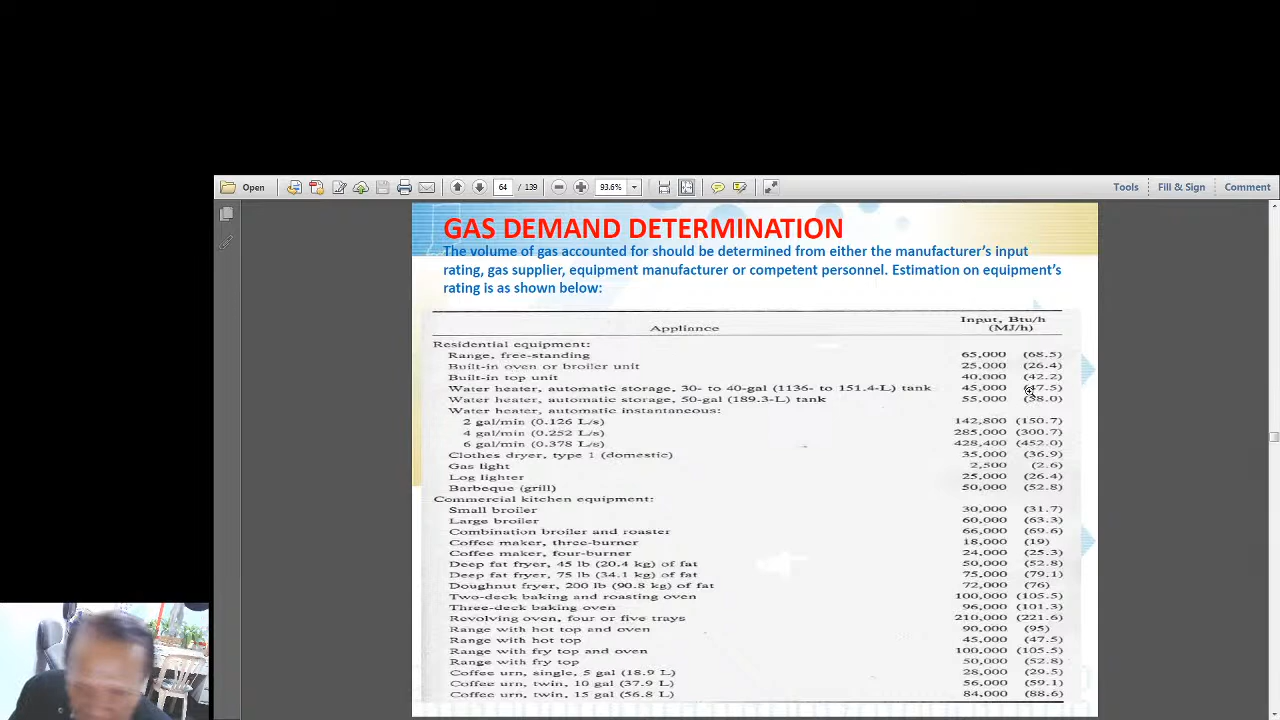 Open
64
/ 139
93.6%
Tools
Fill & Sign
Comment
GAS DEMAND DETERMINATION
The volume of gas accounted for should be determined from either the manufacturer's input
rating, gas supplier, equipment manufacturer or competent personnel. Estimation on equipment's
rating is as shown below:
Appliance Input, Btu/h
(MJ/h)
Residential equipment:
Range, free-standing 65,000 (68.5)
Built-in oven or broiler unit 25,000 (26.4)
Built-in top unit 40,000 (42.2)
Water heater, automatic storage, 30- to 40-gal (1136- to 151.4-L) tank 45,000 (47.5)
Water heater, automatic storage, 50-gal (189.3-L) tank 55,000 (58.0)
Water heater, automatic instantaneous:
2 gal/min (0.126 L/s) 142,800 (150.7)
4 gal/min (0.252 L/s) 285,000 (300.7)
6 gal/min (0.378 L/s) 428,400 (452.0)
Clothes dryer, type 1 (domestic) 35,000 (36.9)
Gas light 2,500 (2.6)
Log lighter 25,000 (26.4)
Barbeque (grill) 50,000 (52.8)
Commercial kitchen equipment:
Small broiler 30,000 (31.7)
Large broiler 60,000 (63.3)
Combination broiler and roaster 66,000 (69.6)
Coffee maker, three-burner 18,000 (19)
Coffee maker, four-burner 24,000 (25.3)
Deep fat fryer, 45 lb (20.4 kg) of fat 50,000 (52.8)
Deep fat fryer, 75 lb (34.1 kg) of fat 75,000 (79.1)
Doughnut fryer, 200 lb (90.8 kg) of fat 72,000 (76)
Two-deck baking and roasting oven 100,000 (105.5)
Three-deck baking oven 96,000 (101.3)
Revolving oven, four or five trays 210,000 (221.6)
Range with hot top and oven 90,000 (95)
Range with hot top 45,000 (47.5)
Range with fry top and oven 100,000 (105.5)
Range with fry top 50,000 (52.8)
Coffee urn, single, 5 gal (18.9 L) 28,000 (29.5)
Coffee urn, twin, 10 gal (37.9 L) 56,000 (59.1)
Coffee urn, twin, 15 gal (56.8 L) 84,000 (88.6)